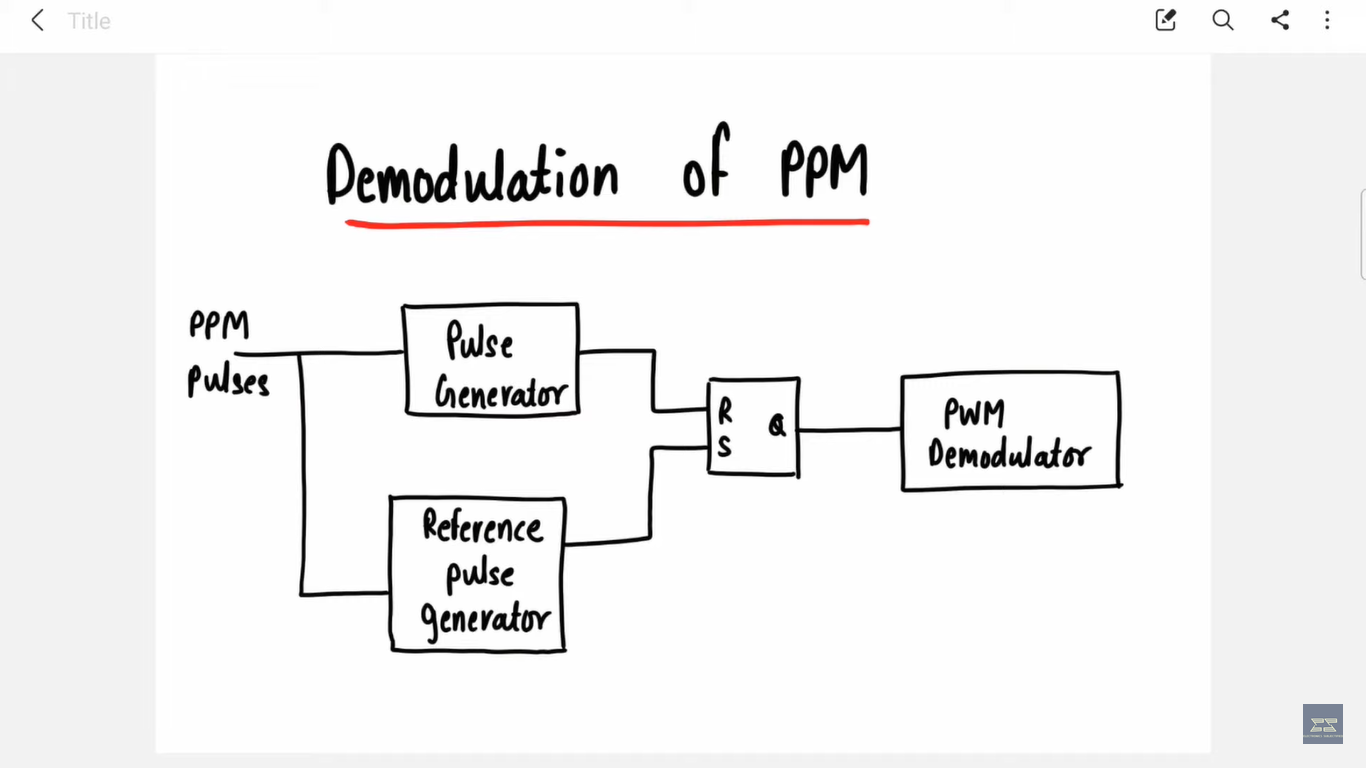 Title
Demodulation of PPM
PPM
Pulses
Pulse
Generator
R
S
Q
PWM
Demodulator
Reference
pulse
generator